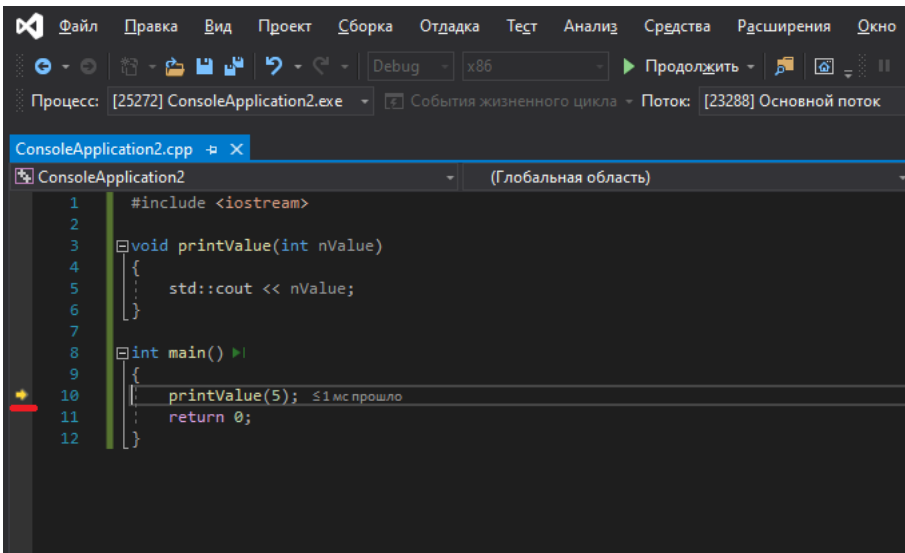 Файл Правка Вид Проект Сборка Отладка Тест Анализ Средства Расширения Окно
Debug x86 Продолжить
Процесс: [25272] ConsoleApplication2.exe События жизненного цикла Поток: [23288] Основной поток
ConsoleApplication2.cpp
ConsoleApplication2 (Глобальная область)
1 #include <iostream>
2
3 void printValue(int nValue)
4 {
5 std::cout << nValue;
6 }
7
8 int main()
9 {
10 printValue(5); ≤1 мс прошло
11 return 0;
12 }